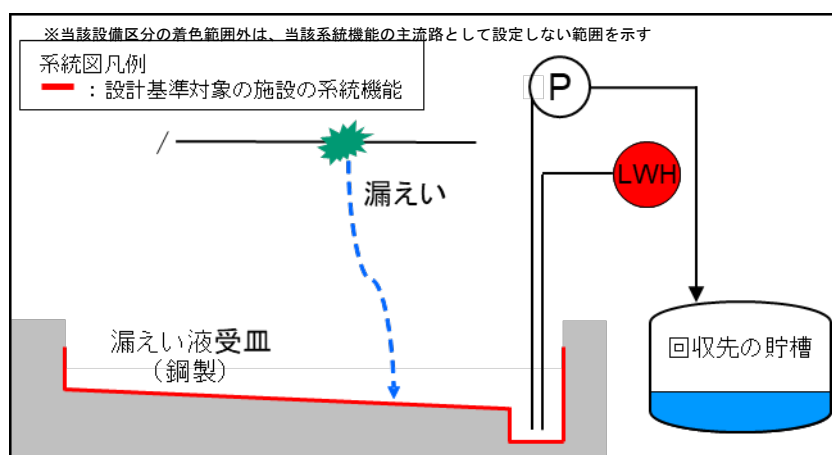 ※当該設備区分の着色範囲外は、当該系統機能の主流路として設定しない範囲を示す
系統図凡例
：設計基準対象の施設の系統機能
P
LWH
漏えい
漏えい液受皿
（鋼製）
回収先の貯槽